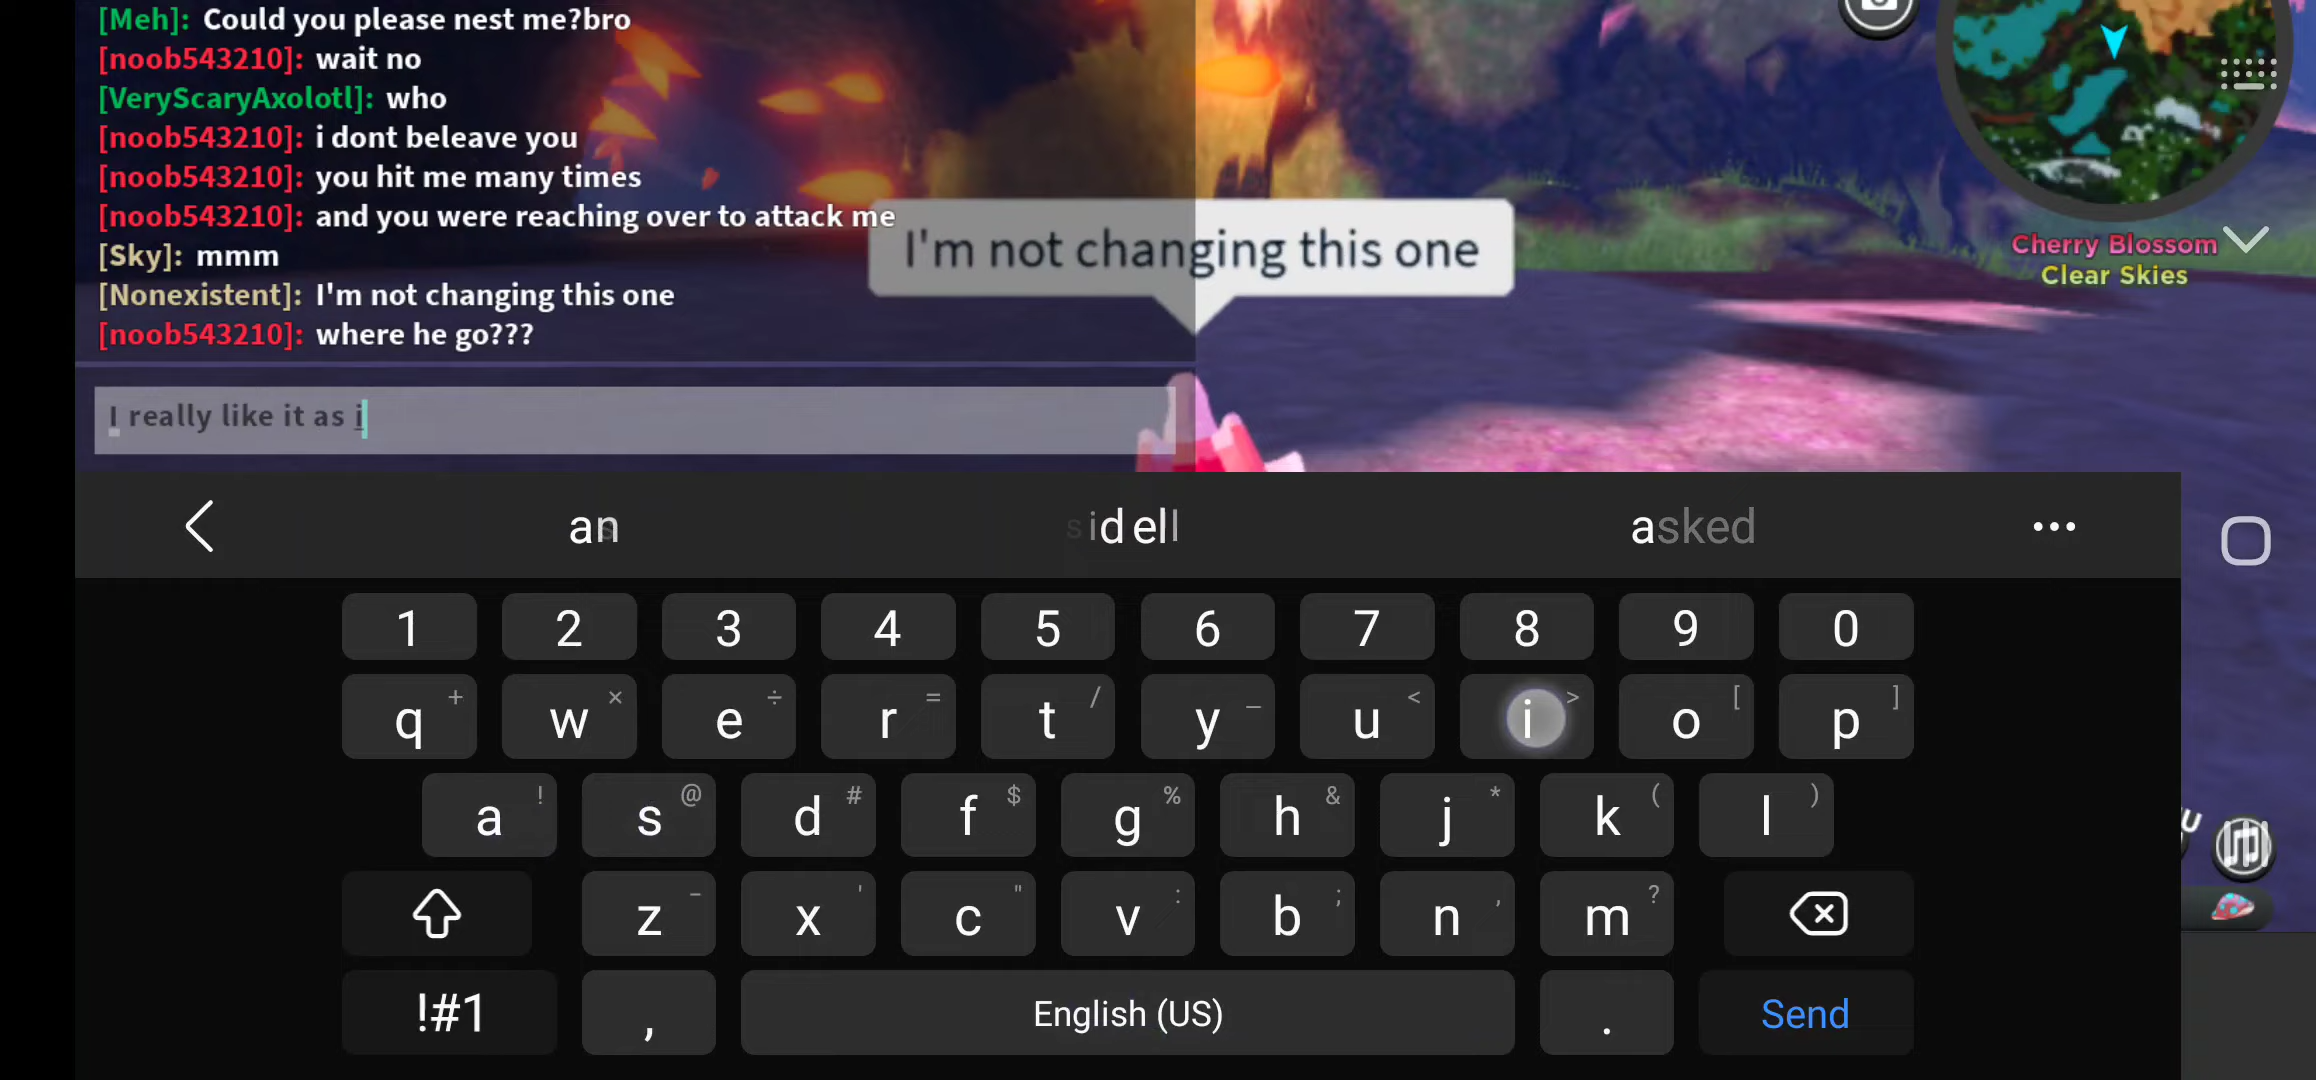 [Meh]: Could you please nest me?bro
[noob543210]: wait no
[VeryScaryAxolotl]: who
[noob543210]: i dont beleave you
[noob543210]: you hit me many times
[noob543210]: and you were reaching over to attack me
[Sky]: mmm
[Nonexistent]: I'm not changing this one
[noob543210]: where he go???
I'm not changing this one
Cherry Blossom
Clear Skies
I really like it as i
asked
1 2 3 4 5 6 7 8 9 0
q + w × e ÷ r = t / y _ u < i > o [ p ]
a ! s @ d # f $ g % h & j * k ( l )
z - x ' c " v : b ; n , m ?
!#1 , English (US) . Send